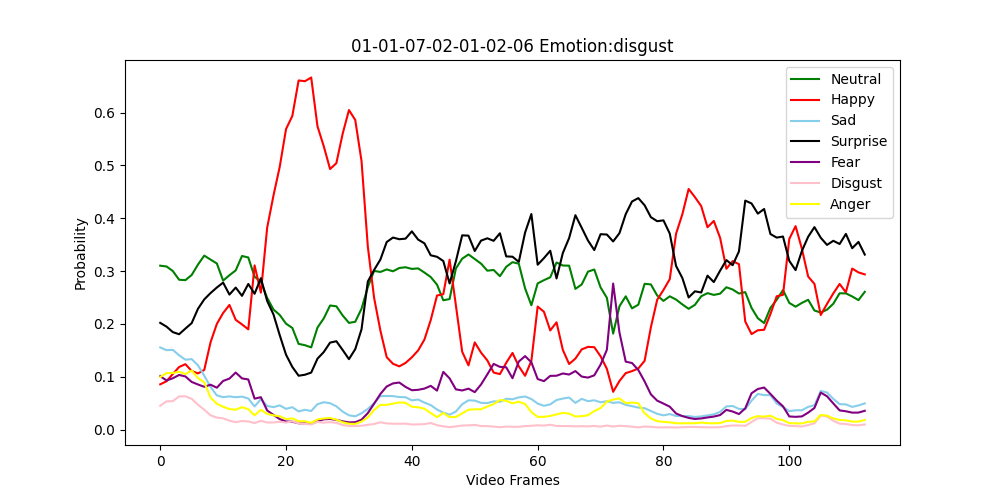 01-01-07-02-01-02-06 Emotion:disgust
Neutral
Happy
Sad
Surprise
Fear
Disgust
Anger
0.6
0.5
0.4
0.3
0.2
0.1
0.0
Probability
0 20 40 60 80 100
Video Frames